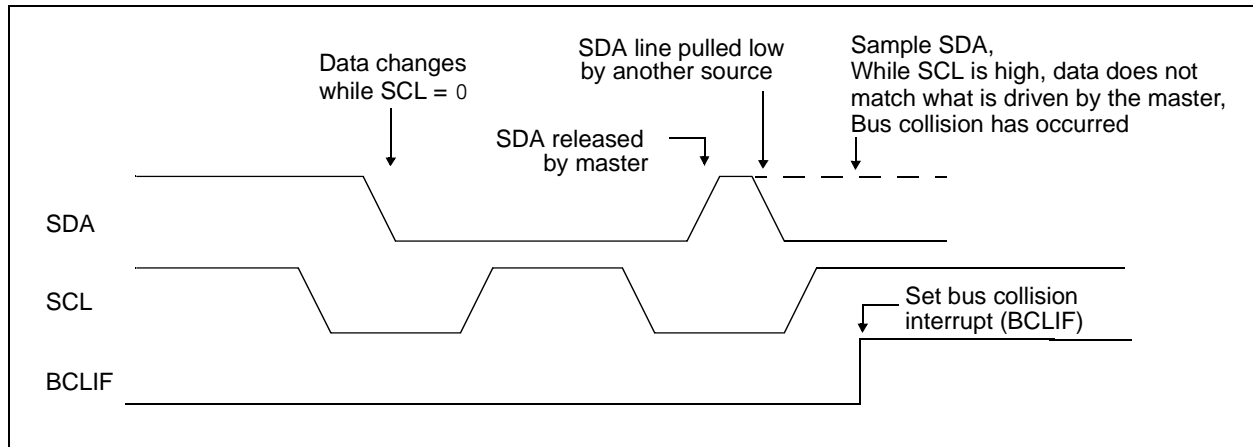 Data changes
while SCL = 0
SDA line pulled low
by another source
Sample SDA,
While SCL is high, data does not
match what is driven by the master,
Bus collision has occurred
SDA released
by master
SDA
SCL
Set bus collision
interrupt (BCLIF)
BCLIF